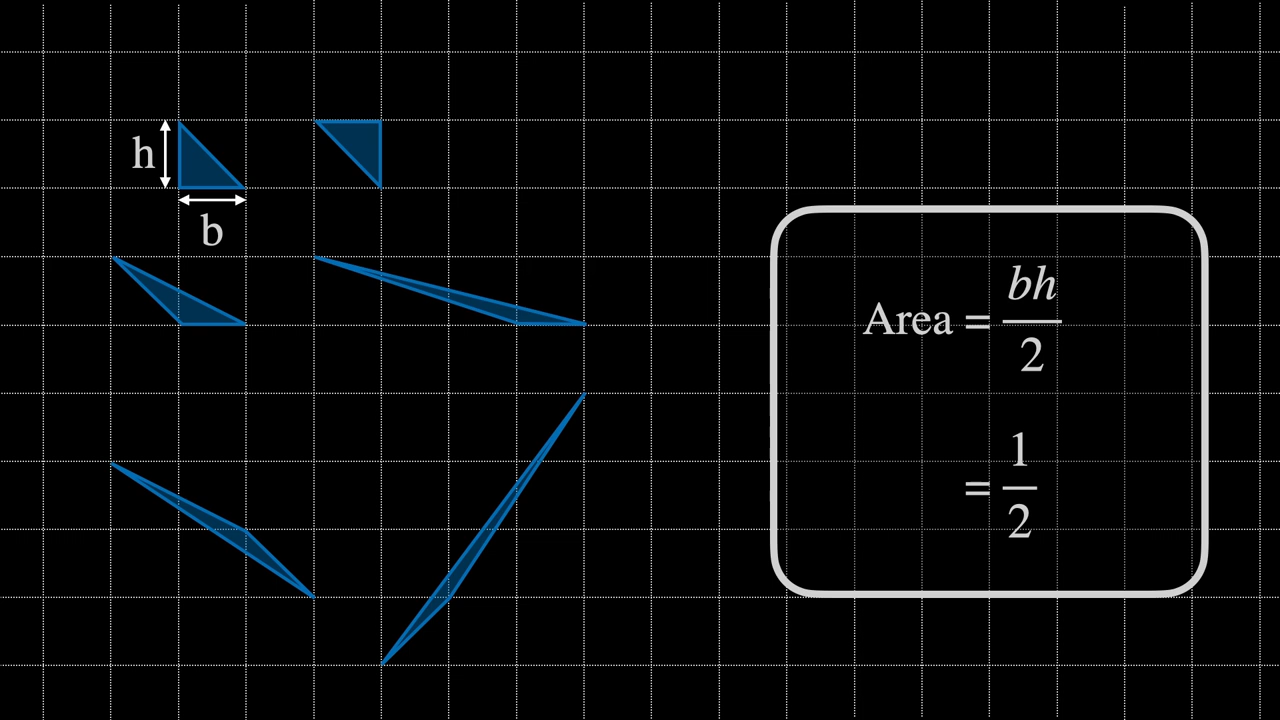 h
b
Area = bh/2
= 1/2